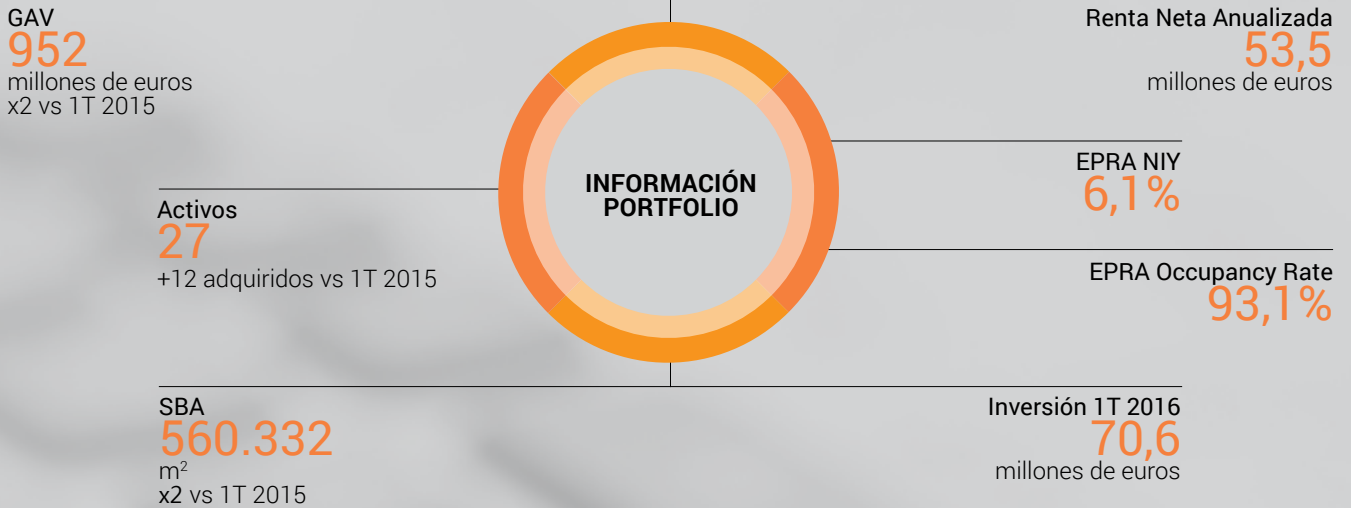 GAV
952
millones de euros
x2 vs 1T 2015
Activos
27
+12 adquiridos vs 1T 2015
SBA
560.332
m²
x2 vs 1T 2015
INFORMACIÓN
PORTFOLIO
Renta Neta Anualizada
53,5
millones de euros
EPRA NIY
6,1%
EPRA Occupancy Rate
93,1%
Inversión 1T 2016
70,6
millones de euros